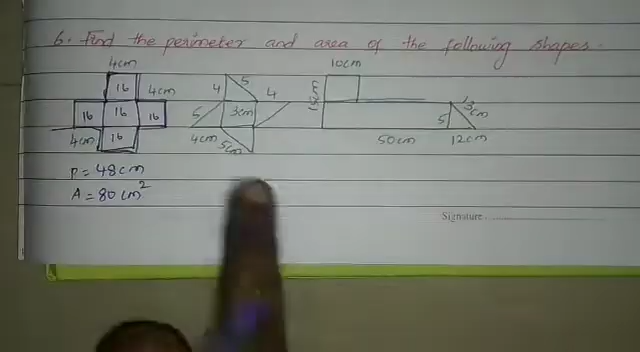 6. Find the perimeter and area of the following shapes.
4cm 10cm
16 4cm 4 5 4 15cm
16 16 16 5 3cm 5 13cm
4cm 16 4cm 5cm 50cm 12cm
P = 48cm
A = 80cm²
Signature